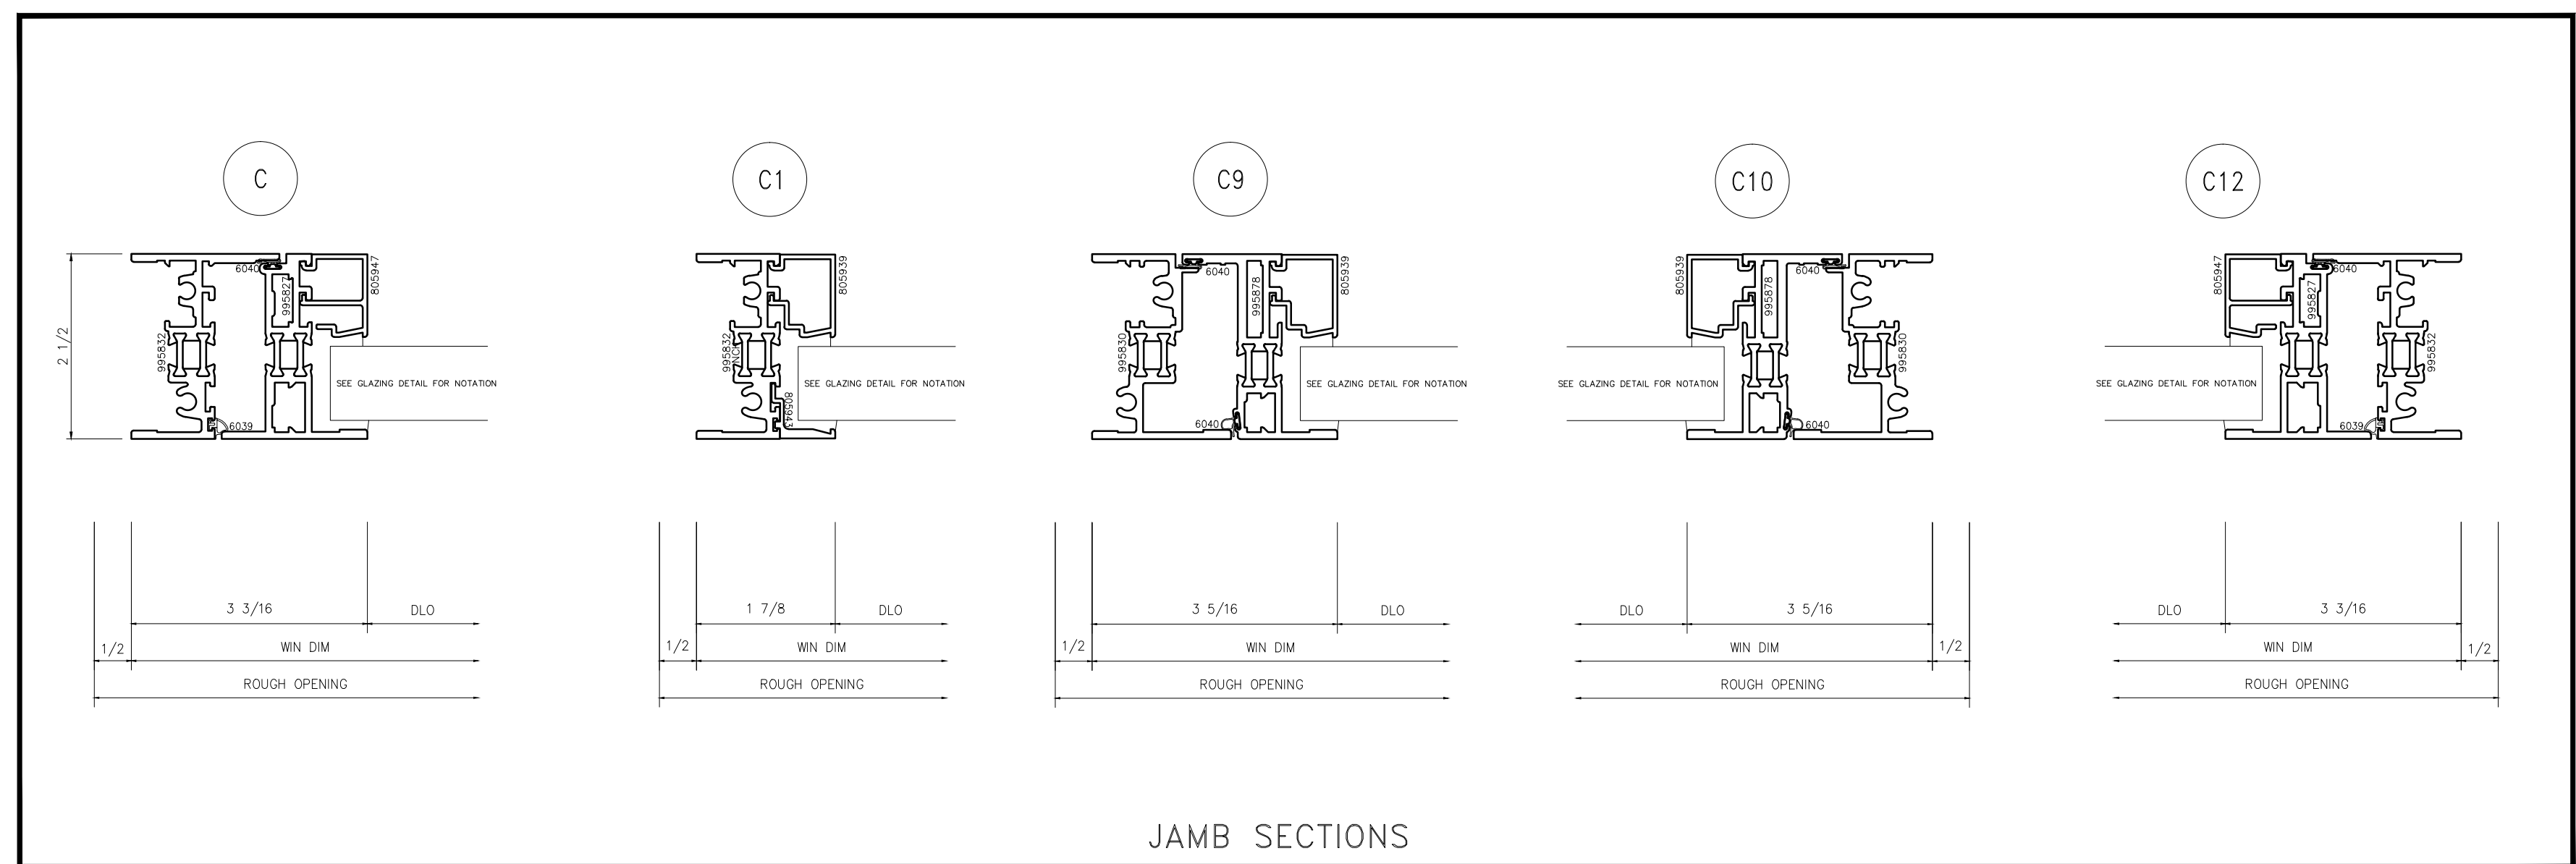 C
C1
C9
C10
C12
2 1/2
995832
6040
995827
805947
6039
SEE GLAZING DETAIL FOR NOTATION
995832
805939
805943
SEE GLAZING DETAIL FOR NOTATION
995830
6040
995878
805939
6040
SEE GLAZING DETAIL FOR NOTATION
805939
995878
6040
995830
6040
SEE GLAZING DETAIL FOR NOTATION
805947
995827
6040
995832
6039
SEE GLAZING DETAIL FOR NOTATION
3 3/16
DLO
1/2
WIN DIM
ROUGH OPENING
1 7/8
DLO
1/2
WIN DIM
ROUGH OPENING
3 5/16
DLO
1/2
WIN DIM
ROUGH OPENING
DLO
3 5/16
WIN DIM
1/2
ROUGH OPENING
DLO
3 3/16
WIN DIM
1/2
ROUGH OPENING
JAMB SECTIONS